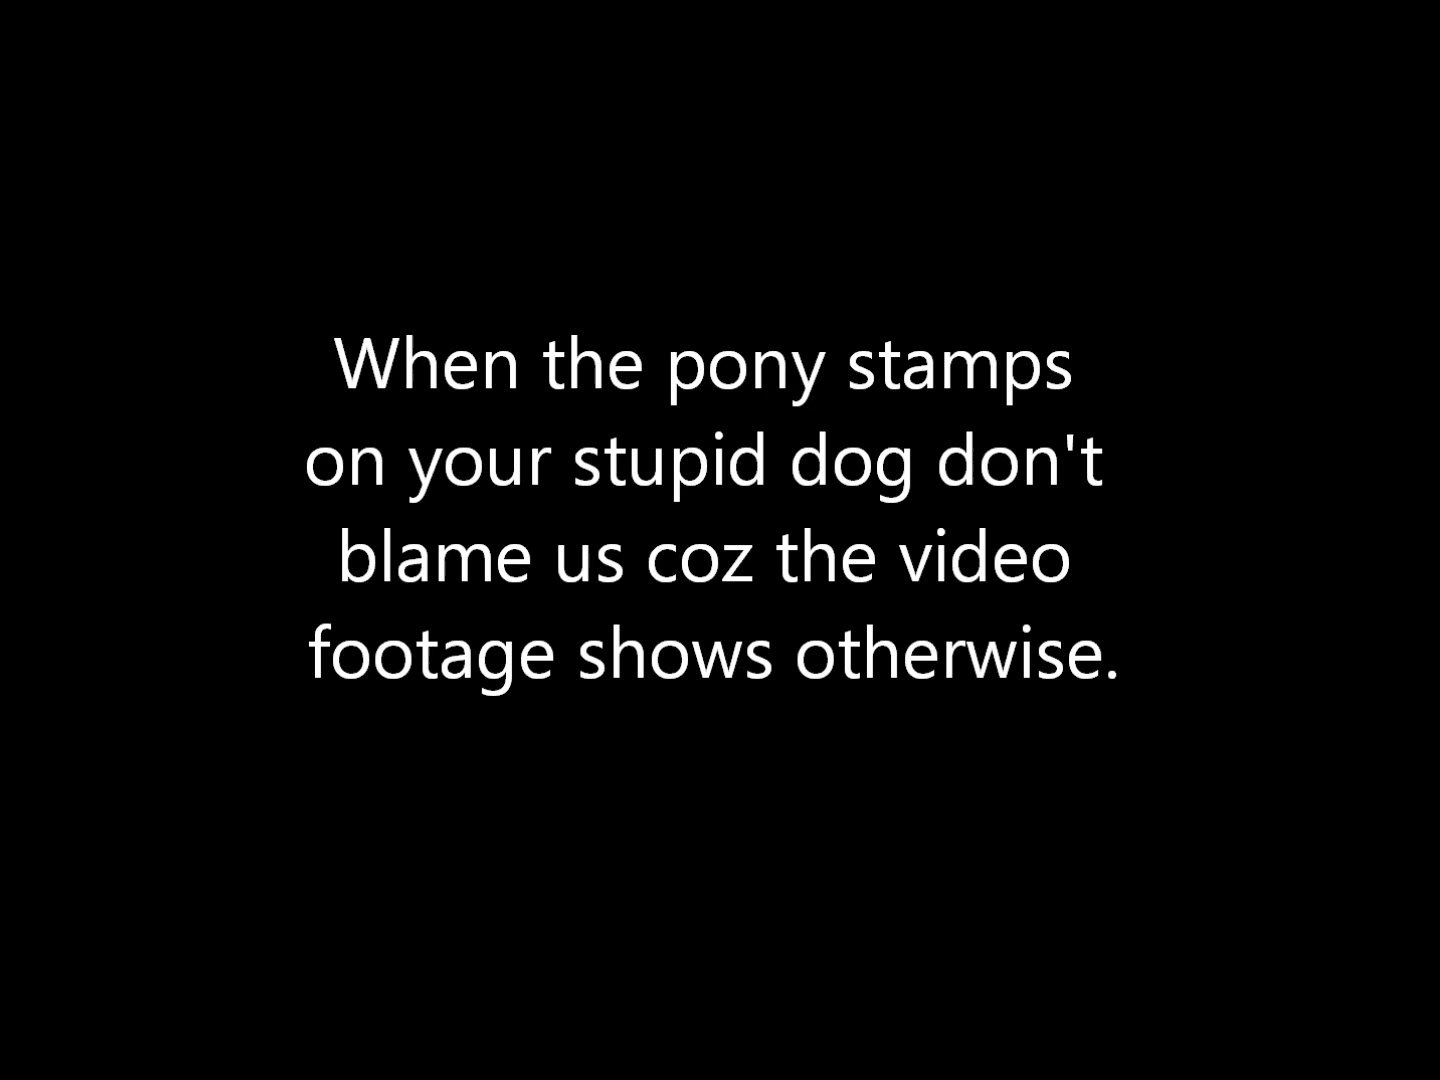 When the pony stamps
on your stupid dog don't
blame us coz the video
footage shows otherwise.